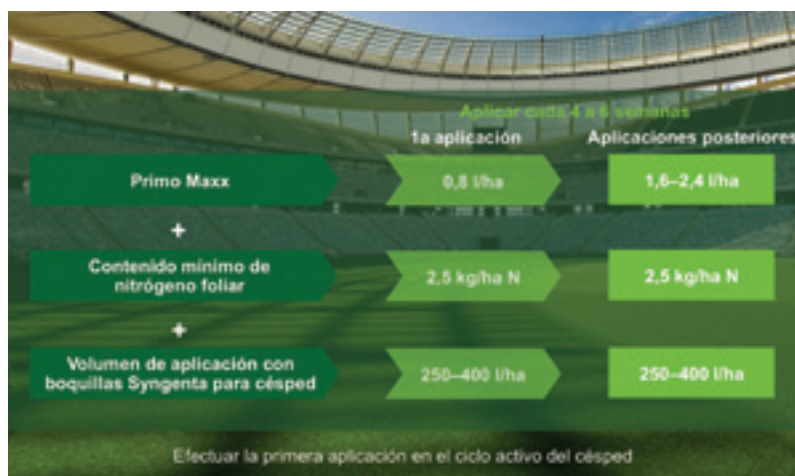 Aplicar cada 4 a 6 semanas
1a aplicación Aplicaciones posteriores
Primo Maxx 0,8 l/ha 1,6–2,4 l/ha
+
Contenido mínimo de
nitrógeno foliar 2,5 kg/ha N 2,5 kg/ha N
+
Volumen de aplicación con
boquillas Syngenta para césped 250–400 l/ha 250–400 l/ha
Efectuar la primera aplicación en el ciclo activo del césped